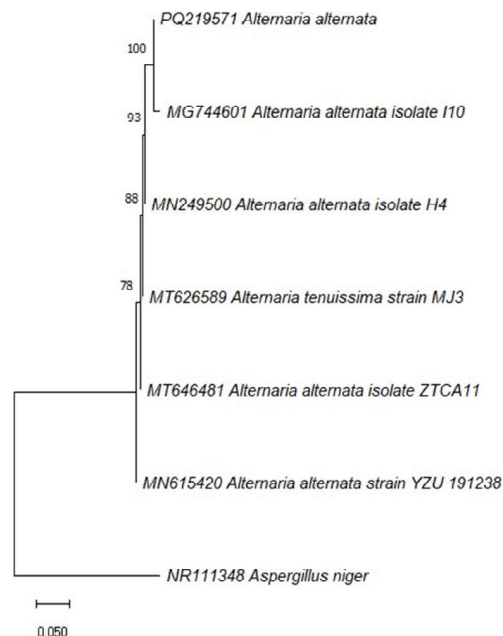 PQ219571 Alternaria alternata
100
MG744601 Alternaria alternata isolate I10
93
MN249500 Alternaria alternata isolate H4
88
MT626589 Alternaria tenuissima strain MJ3
78
MT646481 Alternaria alternata isolate ZTCA11
MN615420 Alternaria alternata strain YZU 191238
NR111348 Aspergillus niger
0.050